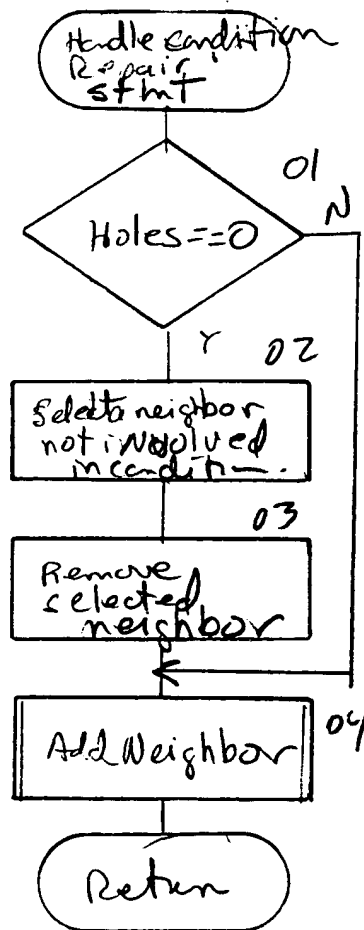 Handle condition
Repair
stmt
01
Holes==0
N
Y
02
Select a neighbor
not involved
in condition.
03
Remove
selected
neighbor
04
Add Neighbor
Return